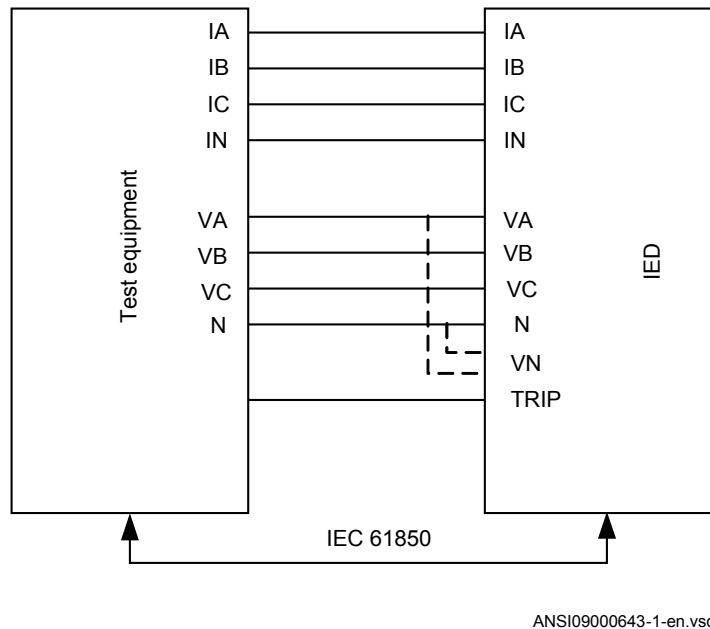 IA IA
IB IB
IC IC
IN IN
Test equipment
IED
VA VA
VB VB
VC VC
N N
VN
TRIP
IEC 61850
ANSI09000643-1-en.vsd